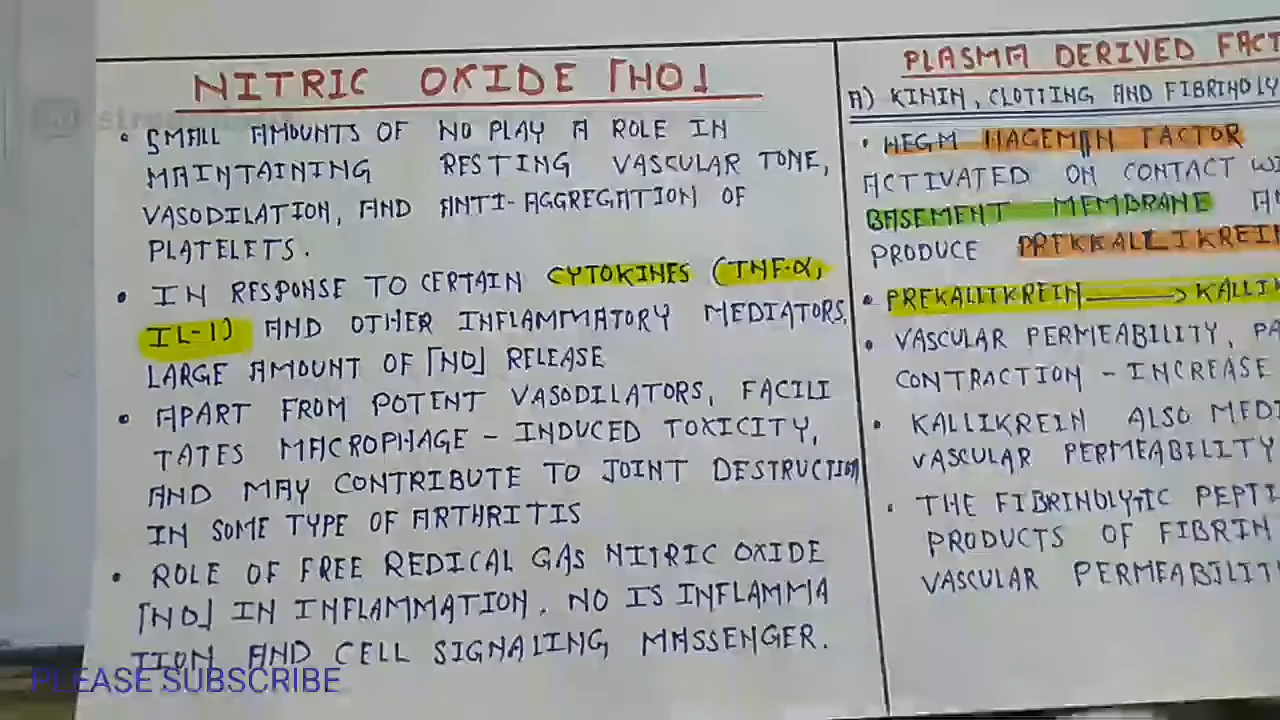 NITRIC OXIDE [NO]
• SMALL AMOUNTS OF NO PLAY A ROLE IN
MAINTAINING RESTING VASCULAR TONE,
VASODILATION, AND ANTI-AGGREGATION OF
PLATELETS.
• IN RESPONSE TO CERTAIN CYTOKINES (TNF-α,
IL-1) AND OTHER INFLAMMATORY MEDIATORS,
LARGE AMOUNT OF [NO] RELEASE
• APART FROM POTENT VASODILATORS, FACILI
TATES MACROPHAGE - INDUCED TOXICITY,
AND MAY CONTRIBUTE TO JOINT DESTRUCTION
IN SOME TYPE OF ARTHRITIS
• ROLE OF FREE REDICAL GAS NITRIC OXIDE
[NO] IN INFLAMMATION. NO IS INFLAMMA
TION AND CELL SIGNALING MASSENGER.
PLASMA DERIVED FACT
A) KININ, CLOTTING AND FIBRINOLY
• HEGM HAGEMAN FACTOR
ACTIVATED ON CONTACT WI
BASEMENT MEMBRANE AN
PRODUCE PREKKALLIKREIN
• PREKALLIKREIN → KALLIK
• VASCULAR PERMEABILITY, PA
CONTRACTION - INCREASE
• KALLIKREIN ALSO MEDI
VASCULAR PERMEABILITY
• THE FIBRINOLYTIC PEPTI
PRODUCTS OF FIBRIN
VASCULAR PERMEABILIT
PLEASE SUBSCRIBE